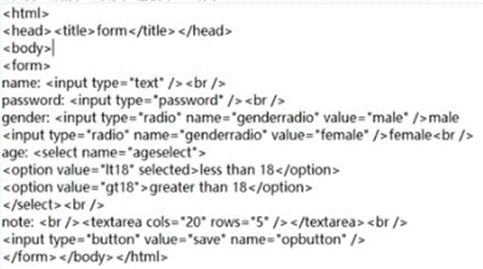 <html>
<head><title>form</title></head>
<body>
<form>
name: <input type="text" /><br />
password: <input type="password" /><br />
gender: <input type="radio" name="genderradio" value="male" />male
<input type="radio" name="genderradio" value="female" />female<br />
age: <select name="ageselect">
<option value="lt18" selected>less than 18</option>
<option value="gt18">greater than 18</option>
</select><br />
note: <br /><textarea cols="20" rows="5" /></textarea><br />
<input type="button" value="save" name="opbutton" />
</form></body></html>